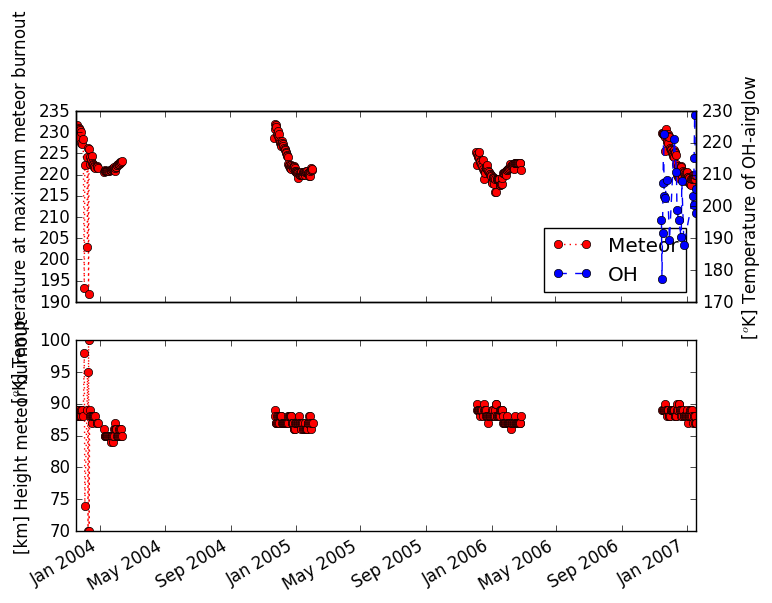 [°K] Temperature at maximum meteor burnout
235
230
225
220
215
210
205
200
195
190
230
220
210
200
190
180
170
[°K] Temperature of OH-airglow
Meteor
OH
[km] Height meteor burnout
100
95
90
85
80
75
70
Jan 2004
May 2004
Sep 2004
Jan 2005
May 2005
Sep 2005
Jan 2006
May 2006
Sep 2006
Jan 2007